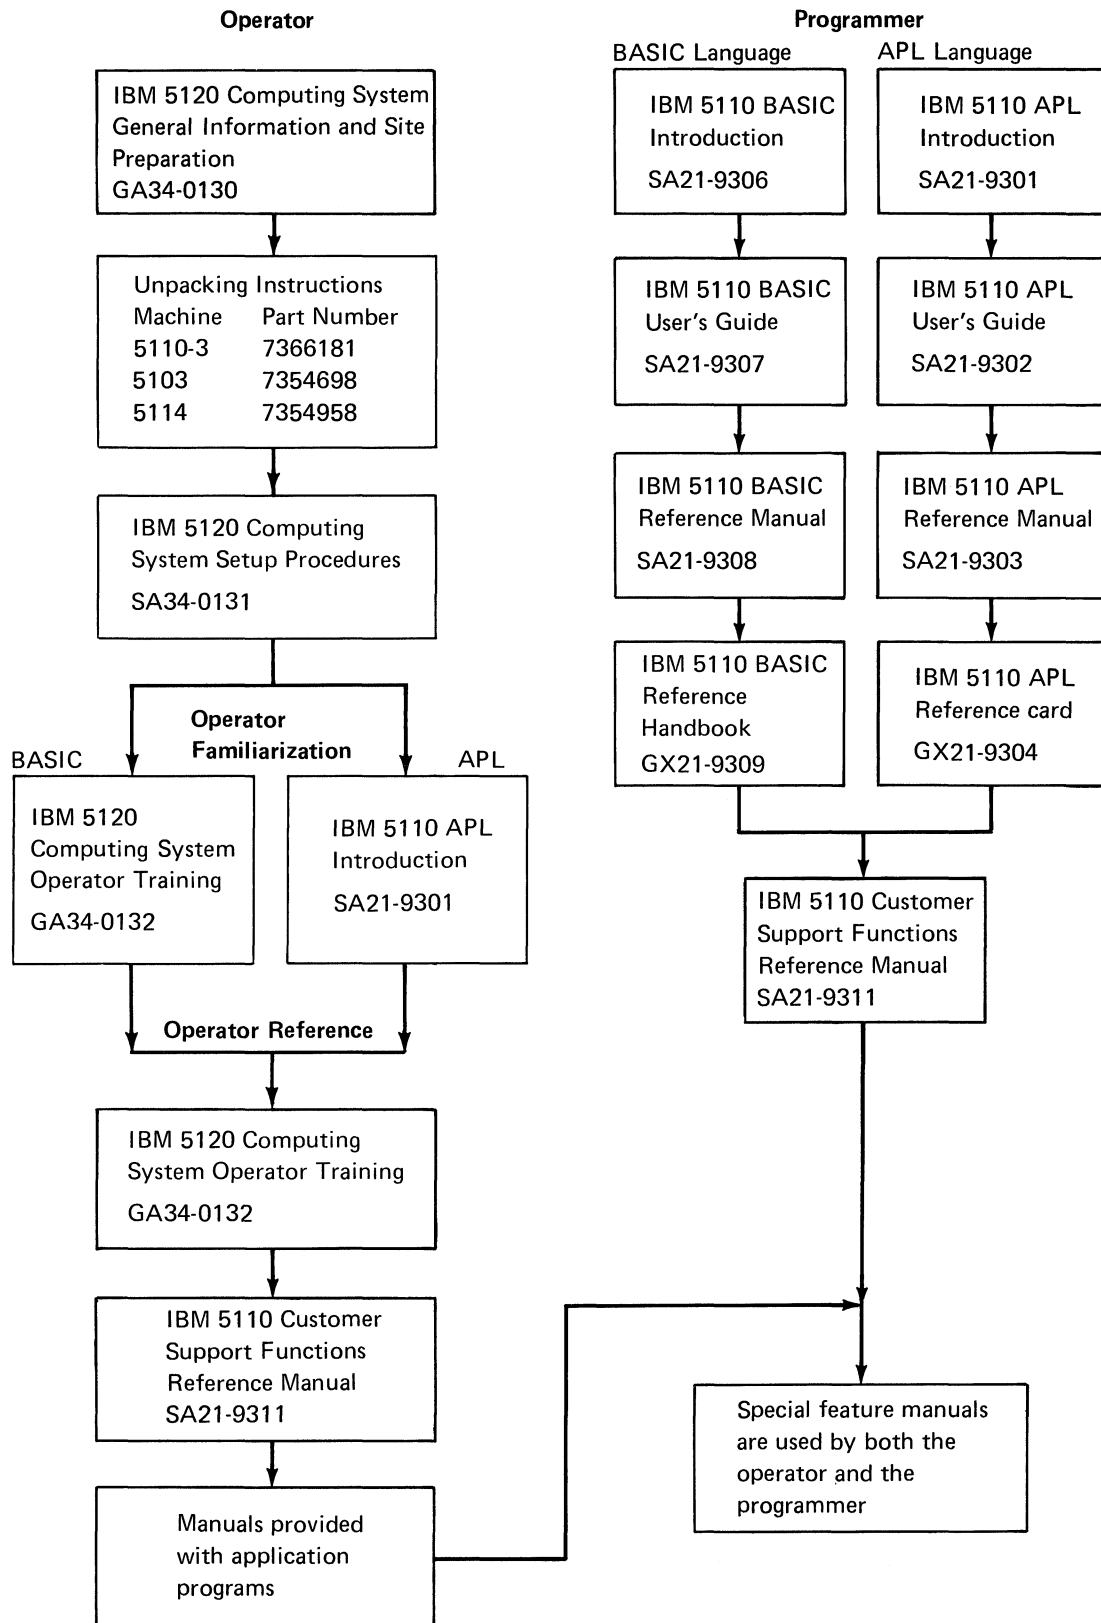 Operator
IBM 5120 Computing System
General Information and Site
Preparation
GA34-0130
Unpacking Instructions
Machine Part Number
5110-3 7366181
5103 7354698
5114 7354958
IBM 5120 Computing
System Setup Procedures
SA34-0131
Operator
Familiarization
BASIC
IBM 5120
Computing System
Operator Training
GA34-0132
APL
IBM 5110 APL
Introduction
SA21-9301
Operator Reference
IBM 5120 Computing
System Operator Training
GA34-0132
IBM 5110 Customer
Support Functions
Reference Manual
SA21-9311
Manuals provided
with application
programs
Programmer
BASIC Language
IBM 5110 BASIC
Introduction
SA21-9306
IBM 5110 BASIC
User's Guide
SA21-9307
IBM 5110 BASIC
Reference Manual
SA21-9308
IBM 5110 BASIC
Reference
Handbook
GX21-9309
APL Language
IBM 5110 APL
Introduction
SA21-9301
IBM 5110 APL
User's Guide
SA21-9302
IBM 5110 APL
Reference Manual
SA21-9303
IBM 5110 APL
Reference card
GX21-9304
IBM 5110 Customer
Support Functions
Reference Manual
SA21-9311
Special feature manuals
are used by both the
operator and the
programmer